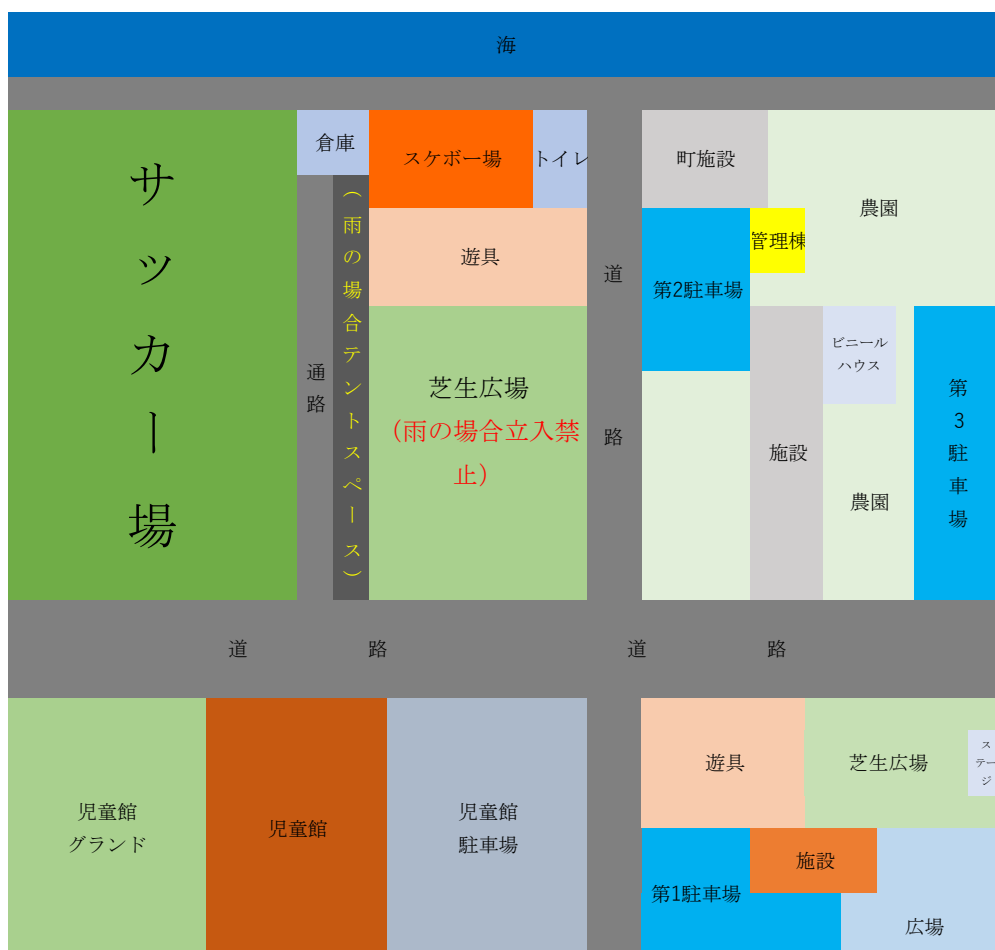 海
サッカー場
倉庫
スケボー場
トイレ
町施設
農園
(雨の場合テントスペース)
遊具
管理棟
道路
第2駐車場
通路
芝生広場
(雨の場合立入禁
止)
ビニール
ハウス
第3駐車場
施設
農園
道路
道路
児童館
グランド
児童館
児童館
駐車場
遊具
芝生広場
ステージ
第1駐車場
施設
広場